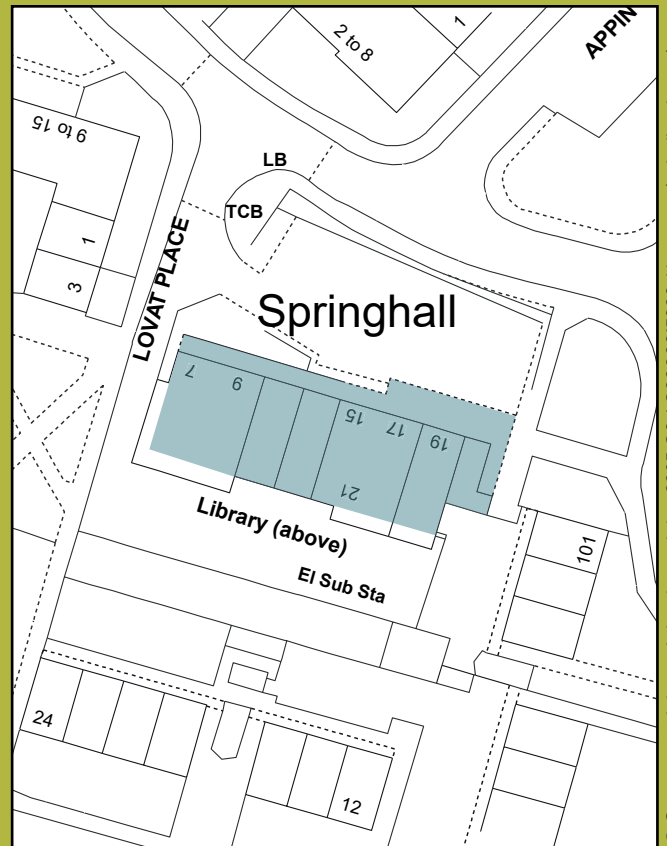 2 to 8
1
APPIN
9 to 15
LB
TCB
1
3
LOVAT PLACE
Springhall
7
9
15
17
19
21
Library (above)
El Sub Sta
101
24
12